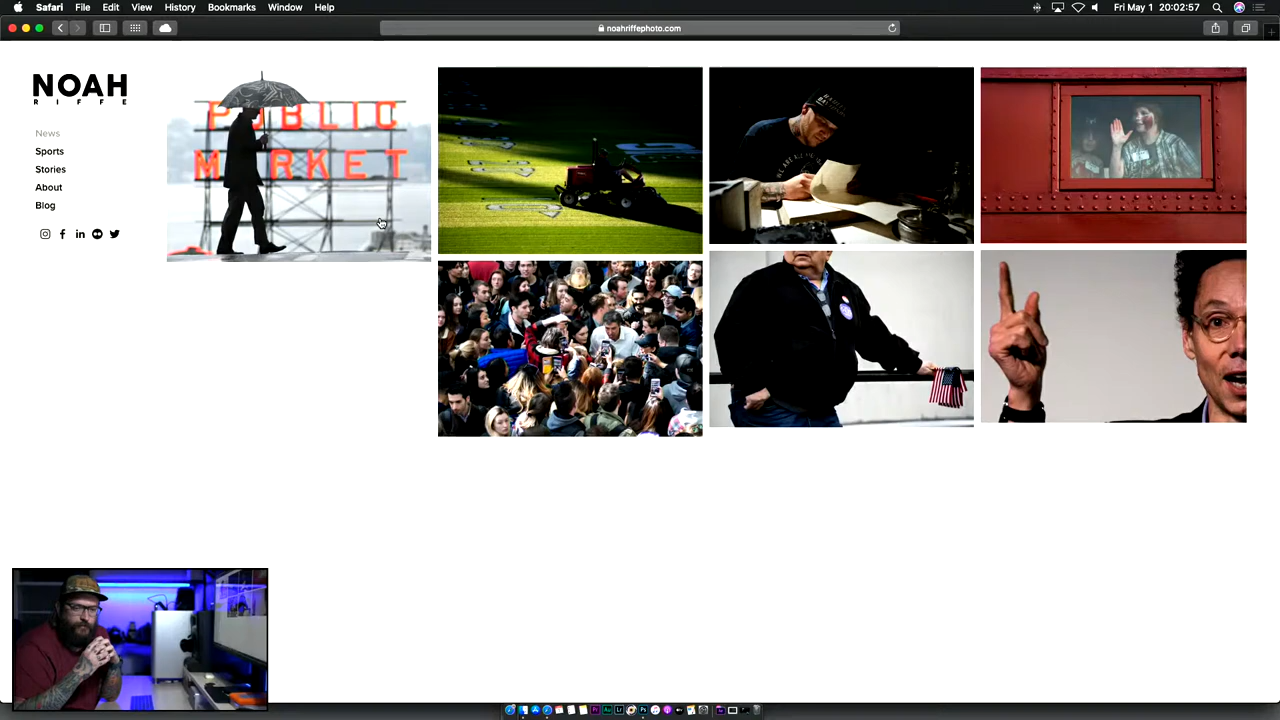 Safari File Edit View History Bookmarks Window Help
Fri May 1 20:02:57
noahriffephoto.com
NOAH
RIFFE
News
Sports
Stories
About
Blog
PUBLIC
MARKET